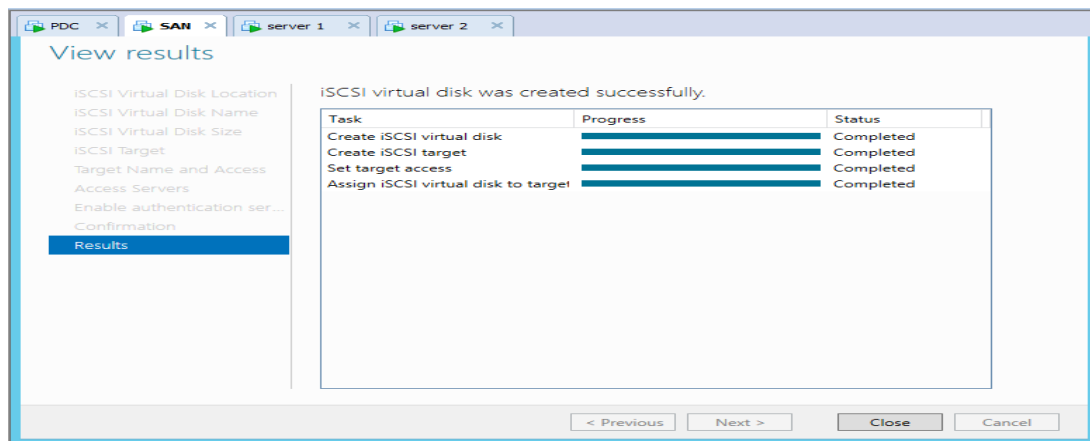 PDC SAN server 1 server 2
View results
iSCSI Virtual Disk Location
iSCSI Virtual Disk Name
iSCSI Virtual Disk Size
iSCSI Target
Target Name and Access
Access Servers
Enable authentication ser...
Confirmation
Results
iSCSI virtual disk was created successfully.
Task Progress Status
Create iSCSI virtual disk Completed
Create iSCSI target Completed
Set target access Completed
Assign iSCSI virtual disk to target Completed
< Previous Next > Close Cancel